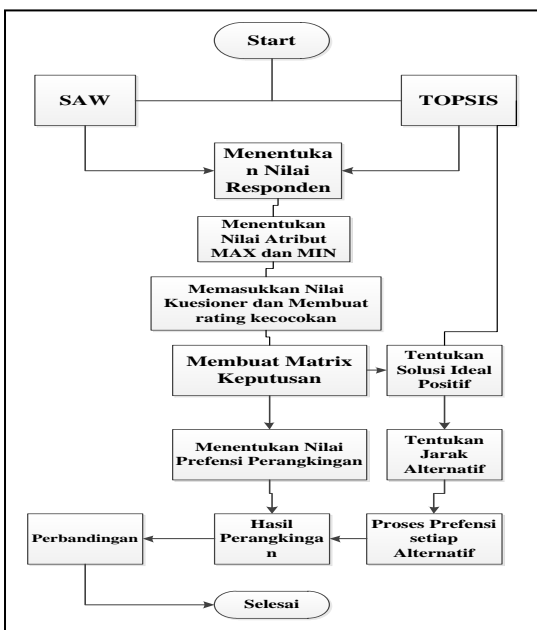 Start
SAW
TOPSIS
Menentuka
n Nilai
Responden
Menentukan
Nilai Atribut
MAX dan MIN
Memasukkan Nilai
Kuesioner dan Membuat
rating kecocokan
Membuat Matrix
Keputusan
Tentukan
Solusi Ideal
Positif
Menentukan Nilai
Prefensi Perangkingan
Tentukan
Jarak
Alternatif
Perbandingan
Hasil
Perangkinga
n
Proses Prefensi
setiap
Alternatif
Selesai